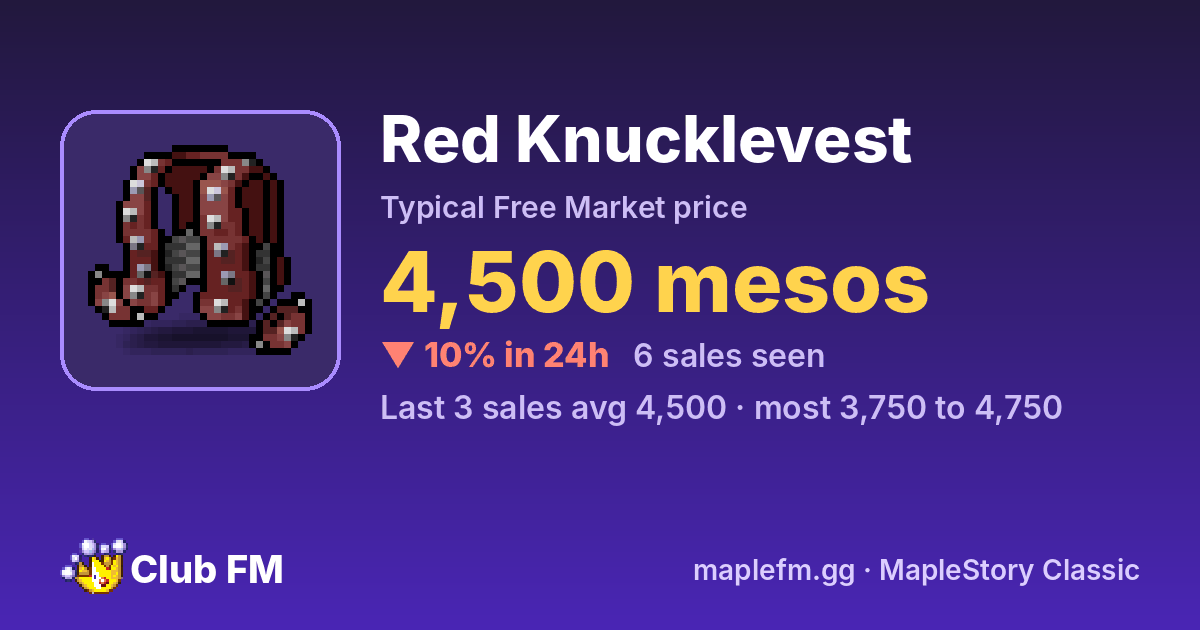 Red Knucklevest
Typical Free Market price
4,500 mesos
▼ 10% in 24h 6 sales seen
Last 3 sales avg 4,500 · most 3,750 to 4,750
Club FM
maplefm.gg · MapleStory Classic